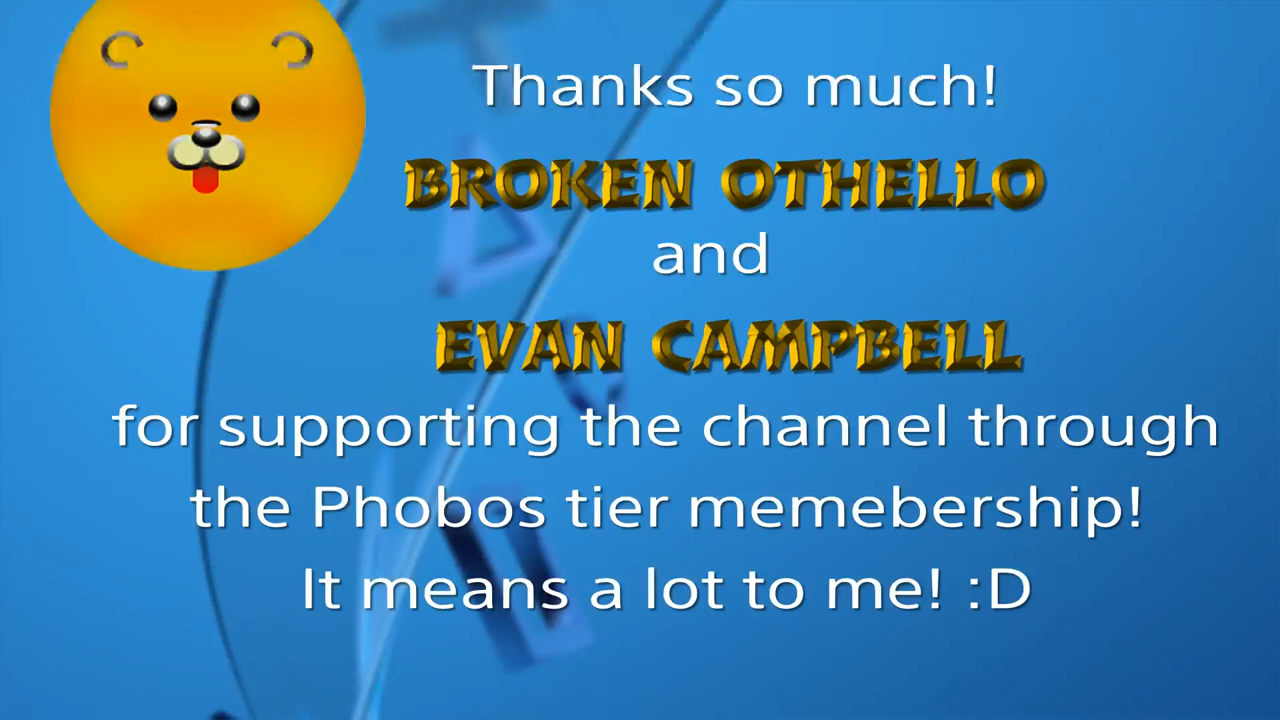 Thanks so much!
BROKEN OTHELLO
and
EVAN CAMPBELL
for supporting the channel through
the Phobos tier memebership!
It means a lot to me! :D